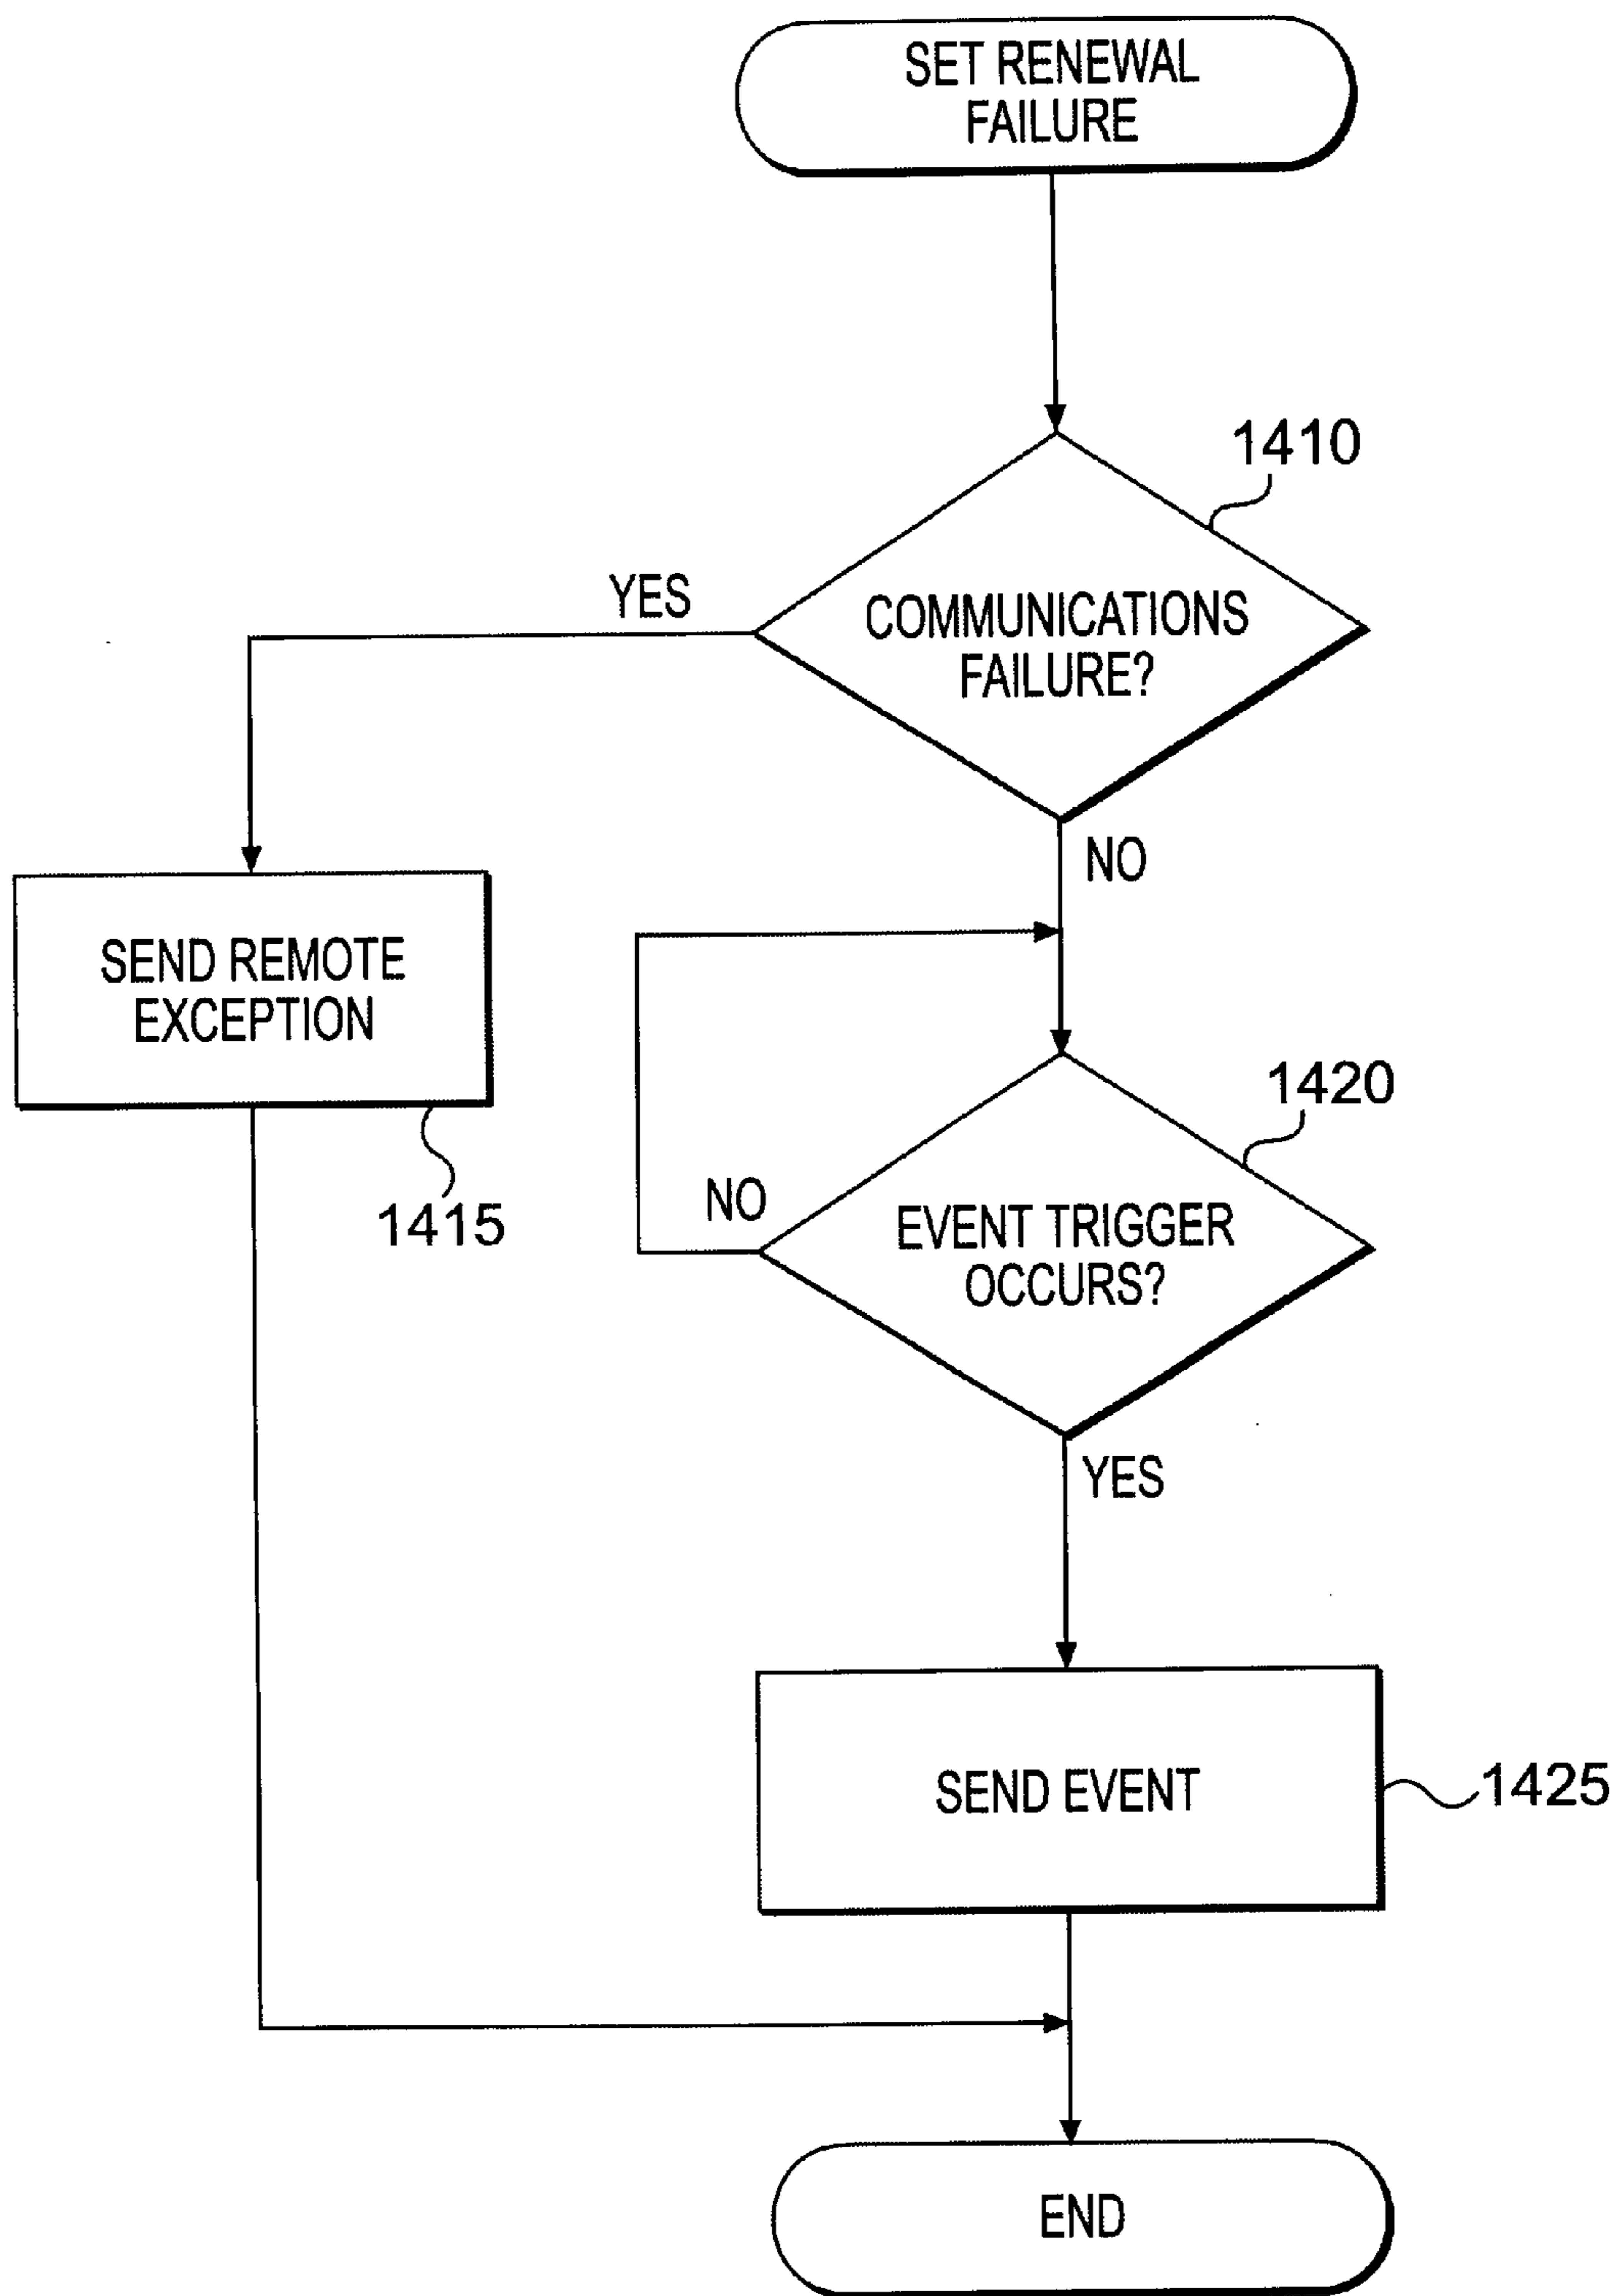 SET RENEWAL
FAILURE
1410
YES
COMMUNICATIONS
FAILURE?
NO
SEND REMOTE
EXCEPTION
1415
1420
NO
EVENT TRIGGER
OCCURS?
YES
SEND EVENT
1425
END